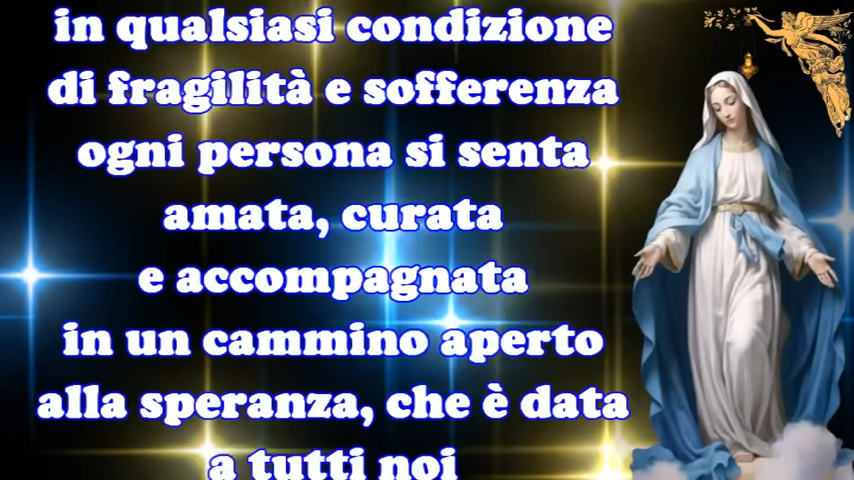 in qualsiasi condizione
di fragilità e sofferenza
ogni persona si senta
amata, curata
e accompagnata
in un cammino aperto
alla speranza, che è data
a tutti noi